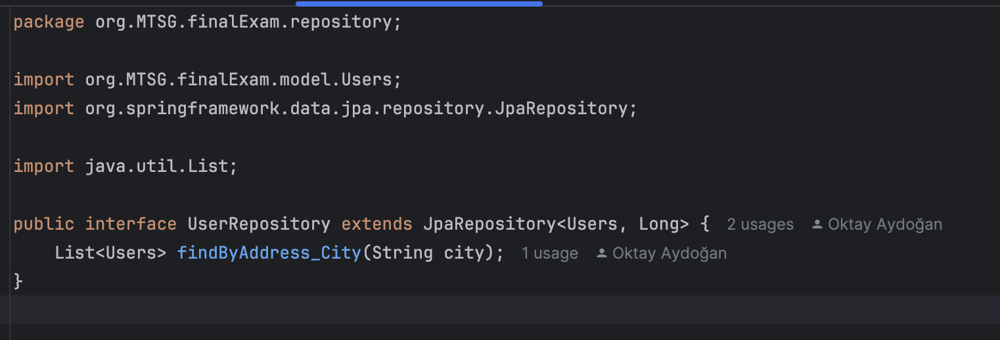 package org.MTSG.finalExam.repository;
import org.MTSG.finalExam.model.Users;
import org.springframework.data.jpa.repository.JpaRepository;
import java.util.List;
public interface UserRepository extends JpaRepository<Users, Long> { 2 usages Oktay Aydoğan
    List<Users> findByAddress_City(String city); 1 usage Oktay Aydoğan
}